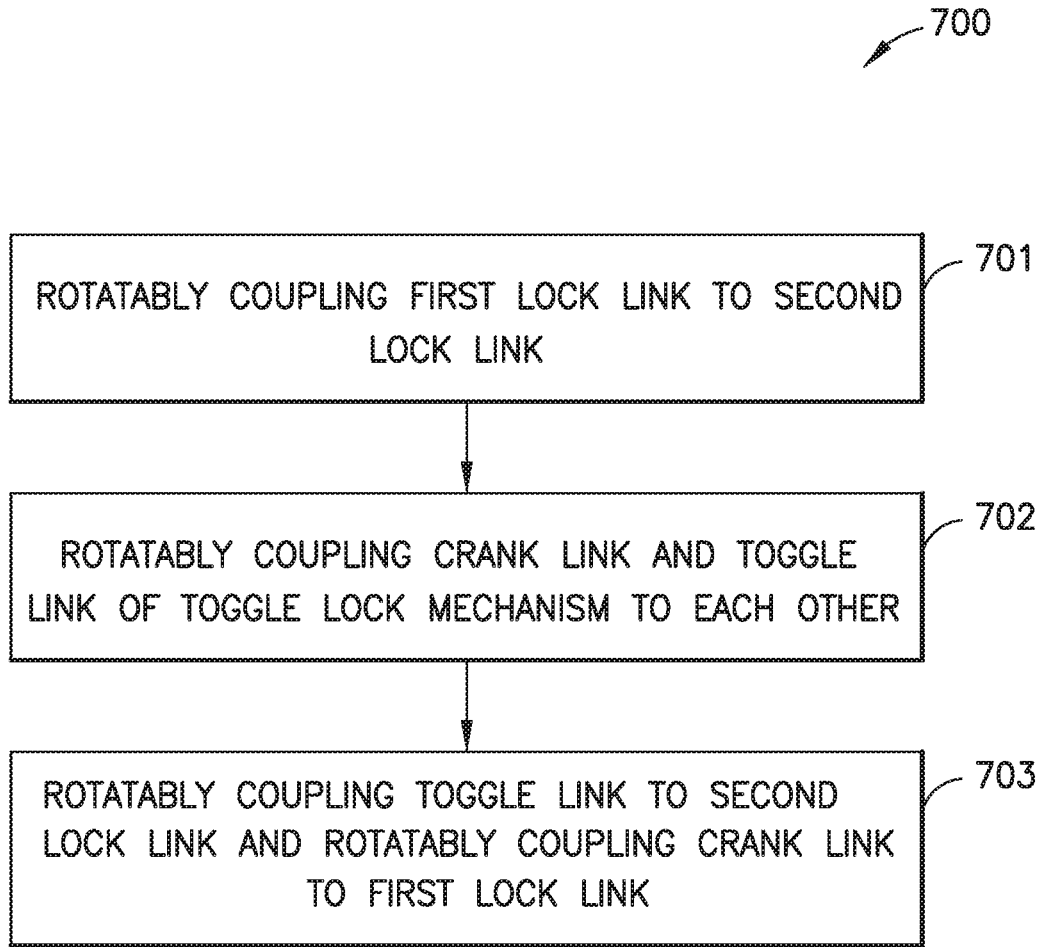 700
701
ROTATABLY COUPLING FIRST LOCK LINK TO SECOND
LOCK LINK
702
ROTATABLY COUPLING CRANK LINK AND TOGGLE
LINK OF TOGGLE LOCK MECHANISM TO EACH OTHER
703
ROTATABLY COUPLING TOGGLE LINK TO SECOND
LOCK LINK AND ROTATABLY COUPLING CRANK LINK
TO FIRST LOCK LINK